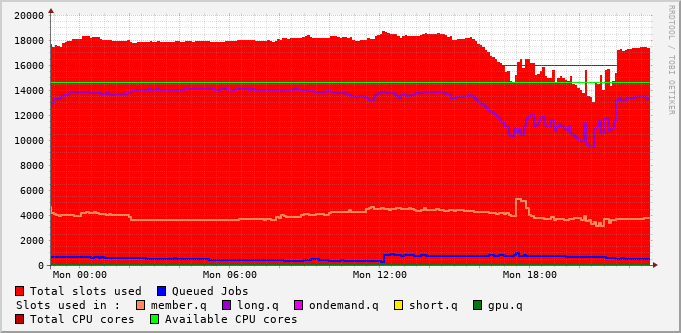 20000
18000
16000
14000
12000
10000
8000
6000
4000
2000
0
Mon 00:00 Mon 06:00 Mon 12:00 Mon 18:00
RRDTOOL / TOBI OETIKER
Total slots used Queued Jobs
Slots used in : member.q long.q ondemand.q short.q gpu.q
Total CPU cores Available CPU cores